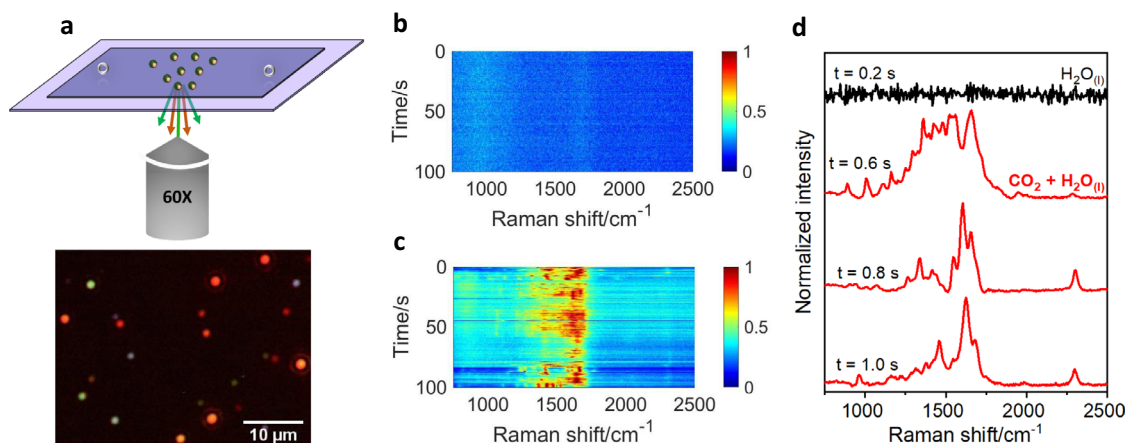 a
60X
10 µm
b
Time/s
0
50
100
1000 1500 2000 2500
Raman shift/cm⁻¹
1
0.5
0
c
Time/s
0
50
100
1000 1500 2000 2500
Raman shift/cm⁻¹
1
0.5
0
d
Normalized intensity
t = 0.2 s H₂O₍ₗ₎
t = 0.6 s
CO₂ + H₂O₍ₗ₎
t = 0.8 s
t = 1.0 s
1000 1500 2000 2500
Raman shift/cm⁻¹